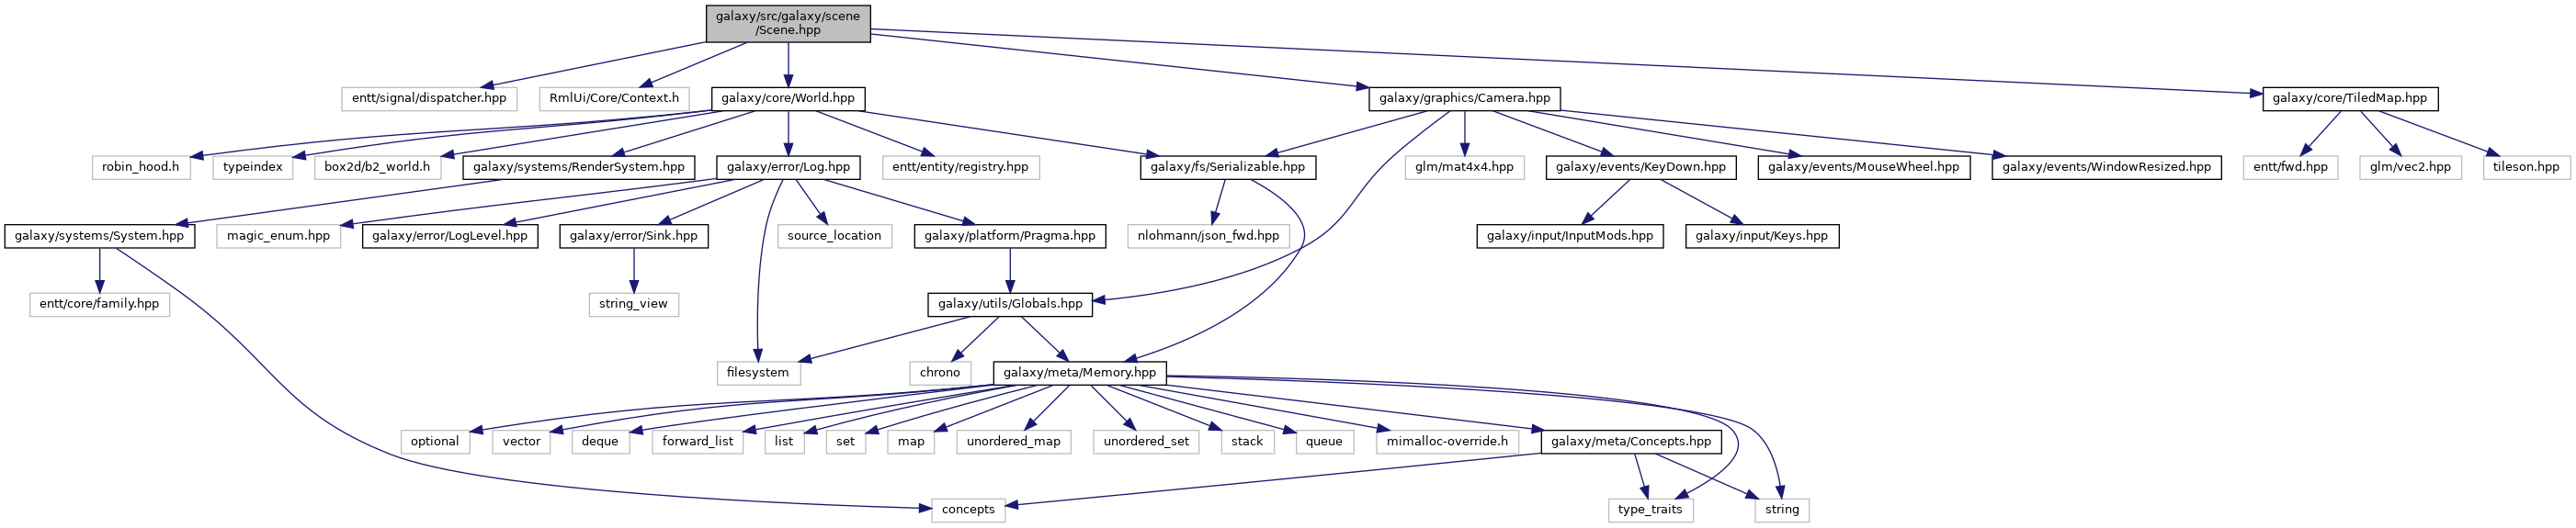 galaxy/src/galaxy/scene
/Scene.hpp
entt/signal/dispatcher.hpp
RmlUi/Core/Context.h
galaxy/core/World.hpp
galaxy/graphics/Camera.hpp
galaxy/core/TiledMap.hpp
robin_hood.h
typeindex
box2d/b2_world.h
galaxy/systems/RenderSystem.hpp
galaxy/error/Log.hpp
entt/entity/registry.hpp
galaxy/fs/Serializable.hpp
glm/mat4x4.hpp
galaxy/events/KeyDown.hpp
galaxy/events/MouseWheel.hpp
galaxy/events/WindowResized.hpp
entt/fwd.hpp
glm/vec2.hpp
tileson.hpp
galaxy/systems/System.hpp
magic_enum.hpp
galaxy/error/LogLevel.hpp
galaxy/error/Sink.hpp
source_location
galaxy/platform/Pragma.hpp
nlohmann/json_fwd.hpp
galaxy/input/InputMods.hpp
galaxy/input/Keys.hpp
entt/core/family.hpp
string_view
galaxy/utils/Globals.hpp
filesystem
chrono
galaxy/meta/Memory.hpp
optional
vector
deque
forward_list
list
set
map
unordered_map
unordered_set
stack
queue
mimalloc-override.h
galaxy/meta/Concepts.hpp
concepts
type_traits
string